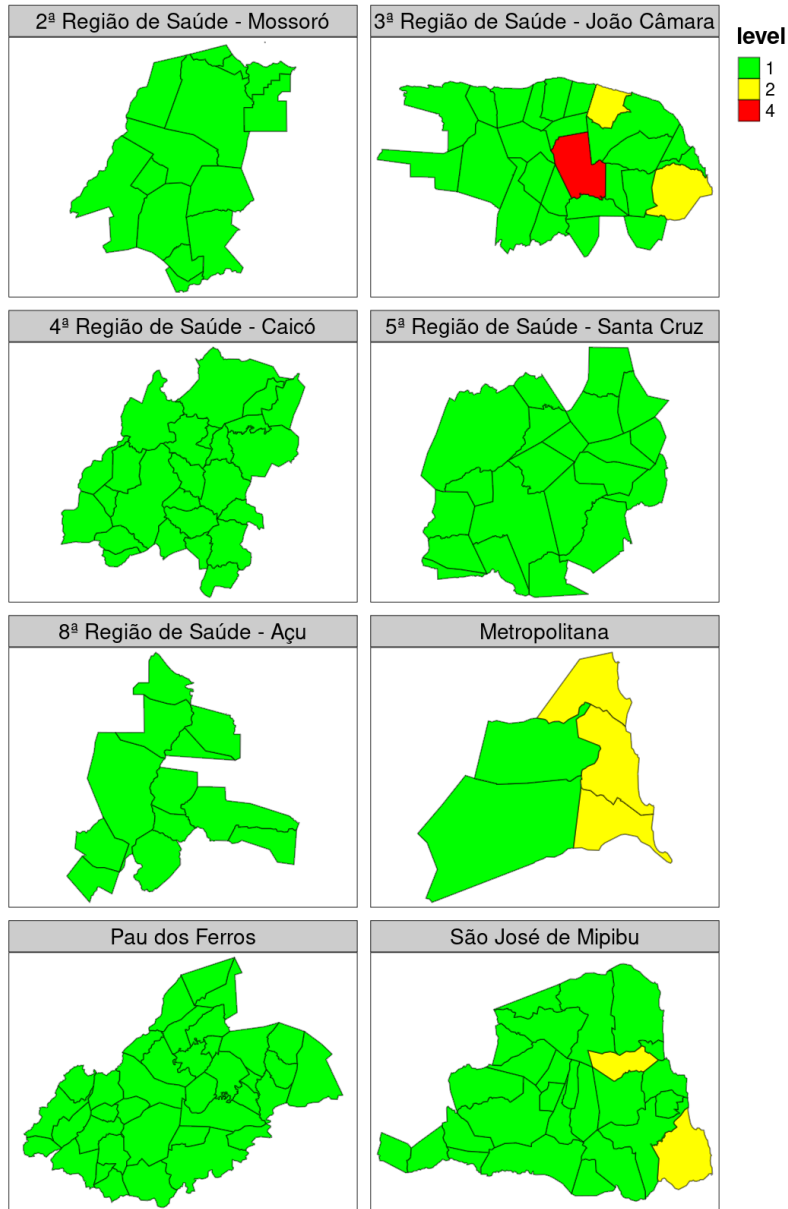 2ª Região de Saúde - Mossoró
3ª Região de Saúde - João Câmara
level
1
2
4
4ª Região de Saúde - Caicó
5ª Região de Saúde - Santa Cruz
8ª Região de Saúde - Açu
Metropolitana
Pau dos Ferros
São José de Mipibu